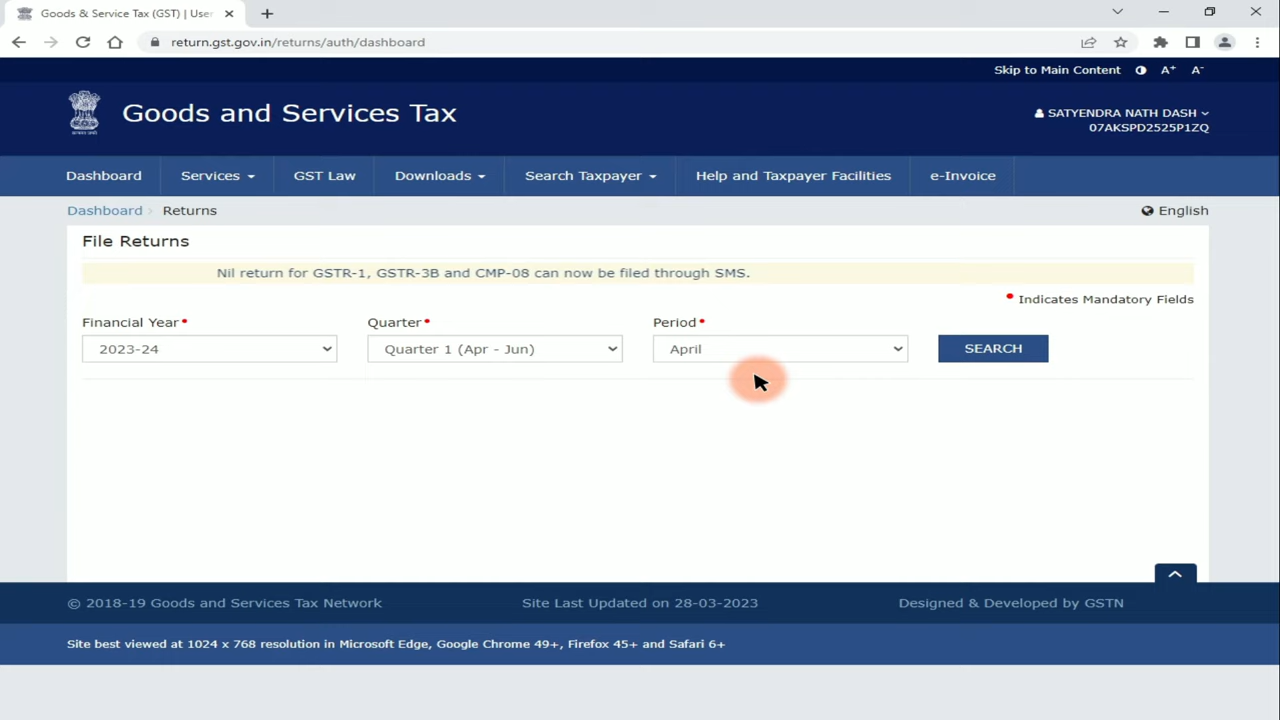 Goods & Service Tax (GST) | User
return.gst.gov.in/returns/auth/dashboard
Skip to Main Content A+ A-
Goods and Services Tax
SATYENDRA NATH DASH
07AKSPD2525P1ZQ
Dashboard Services GST Law Downloads Search Taxpayer Help and Taxpayer Facilities e-Invoice
Dashboard Returns English
File Returns
Nil return for GSTR-1, GSTR-3B and CMP-08 can now be filed through SMS.
• Indicates Mandatory Fields
Financial Year• Quarter• Period•
2023-24 Quarter 1 (Apr - Jun) April SEARCH
© 2018-19 Goods and Services Tax Network Site Last Updated on 28-03-2023 Designed & Developed by GSTN
Site best viewed at 1024 x 768 resolution in Microsoft Edge, Google Chrome 49+, Firefox 45+ and Safari 6+